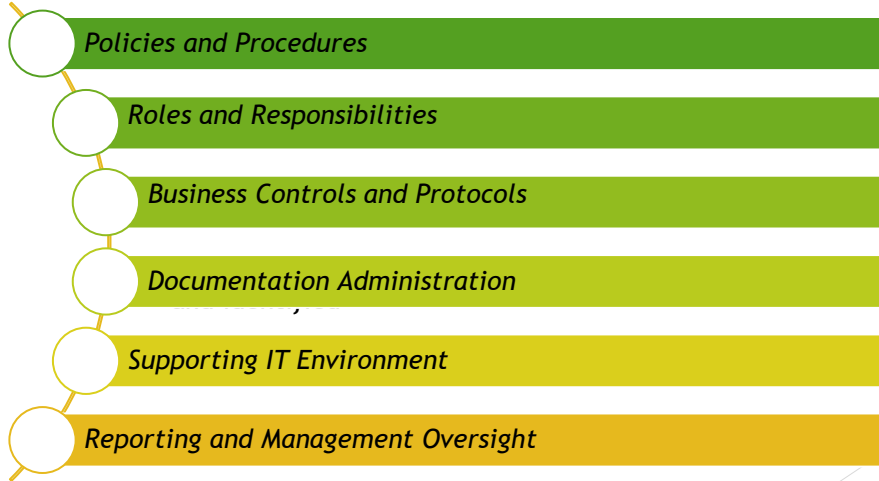 Policies and Procedures
Roles and Responsibilities
Business Controls and Protocols
Documentation Administration
Supporting IT Environment
Reporting and Management Oversight